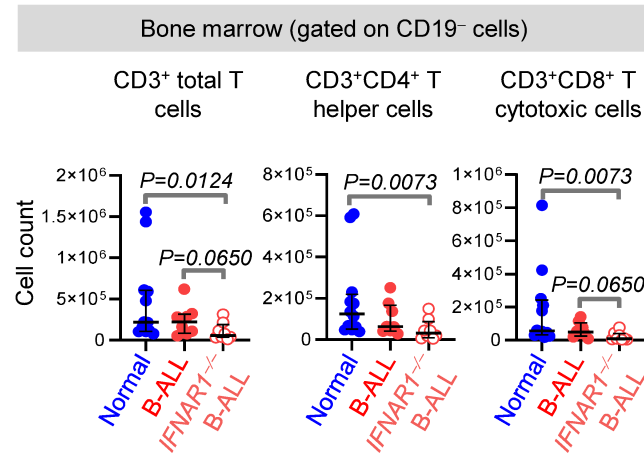 Bone marrow (gated on CD19⁻ cells)
CD3⁺ total T
cells
CD3⁺CD4⁺ T
helper cells
CD3⁺CD8⁺ T
cytotoxic cells
Cell count
2×10⁶
1.5×10⁶
1×10⁶
5×10⁵
0
P=0.0124
P=0.0650
Normal
B-ALL
IFNAR1⁻/⁻
B-ALL
8×10⁵
6×10⁵
4×10⁵
2×10⁵
0
P=0.0073
Normal
B-ALL
IFNAR1⁻/⁻
B-ALL
1×10⁶
8×10⁵
6×10⁵
4×10⁵
2×10⁵
0
P=0.0073
P=0.0650
Normal
B-ALL
IFNAR1⁻/⁻
B-ALL